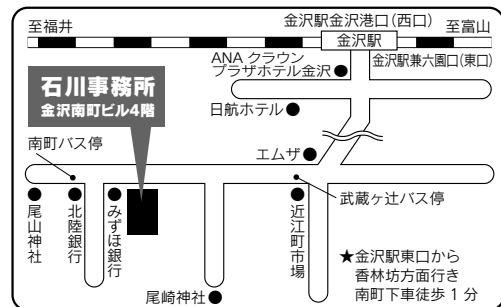 金沢駅金沢港口(西口)
至福井
至富山
金沢駅
ANA クラウン
プラザホテル金沢
金沢駅兼六園口(東口)
石川事務所
金沢南町ビル4階
日航ホテル
南町バス停
エムザ
武蔵ヶ辻バス停
尾山神社
北陸銀行
みずほ銀行
近江町市場
尾崎神社
★金沢駅東口から
香林坊方面行き
南町下車徒歩1分